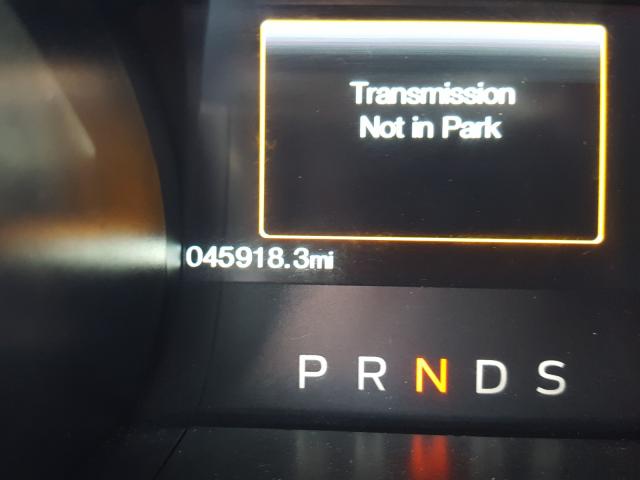 Transmission
Not in Park
045918.3mi
P R N D S